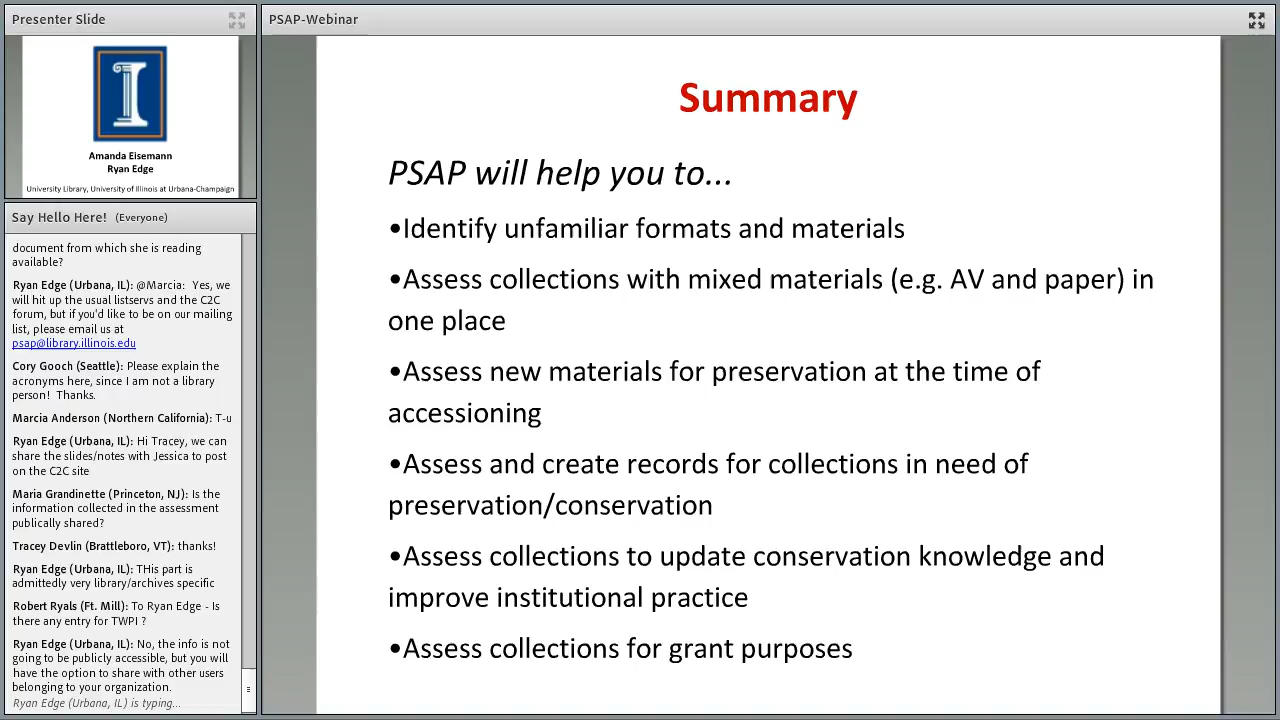 Presenter Slide
Amanda Eisemann
Ryan Edge
University Library, University of Illinois at Urbana-Champaign
Say Hello Here! (Everyone)
document from which she is reading
available?
Ryan Edge (Urbana, IL): @Marcia: Yes, we
will hit up the usual listservs and the C2C
forum, but if you'd like to be on our mailing
list, please email us at
psap@library.illinois.edu
Cory Gooch (Seattle): Please explain the
acronyms here, since I am not a library
person! Thanks.
Marcia Anderson (Northern California): T-u
Ryan Edge (Urbana, IL): Hi Tracey, we can
share the slides/notes with Jessica to post
on the C2C site
Maria Grandinette (Princeton, NJ): Is the
information collected in the assessment
publically shared?
Tracey Devlin (Brattleboro, VT): thanks!
Ryan Edge (Urbana, IL): THis part is
admittedly very library/archives specific
Robert Ryals (Ft. Mill): To Ryan Edge - Is
there any entry for TWPI ?
Ryan Edge (Urbana, IL): No, the info is not
going to be publicly accessible, but you will
have the option to share with other users
belonging to your organization.
Ryan Edge (Urbana, IL) is typing...
PSAP-Webinar
Summary
PSAP will help you to...
•Identify unfamiliar formats and materials
•Assess collections with mixed materials (e.g. AV and paper) in
one place
•Assess new materials for preservation at the time of
accessioning
•Assess and create records for collections in need of
preservation/conservation
•Assess collections to update conservation knowledge and
improve institutional practice
•Assess collections for grant purposes